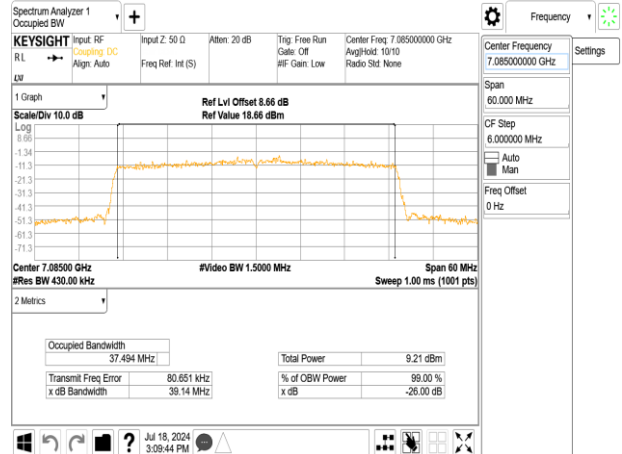 Spectrum Analyzer 1
Occupied BW
Frequency
KEYSIGHT
Input: RF
Coupling: DC
Align: Auto
Input Z: 50 Ω
Freq Ref: Int (S)
Atten: 20 dB
Trig: Free Run
Gate: Off
#IF Gain: Low
Center Freq: 7.085000000 GHz
Avg|Hold: 10/10
Radio Std: None
R L
LXI
Center Frequency
7.085000000 GHz
Settings
Span
60.000 MHz
CF Step
6.000000 MHz
Auto
Man
Freq Offset
0 Hz
1 Graph
Scale/Div 10.0 dB
Ref Lvl Offset 8.66 dB
Ref Value 18.66 dBm
Log
8.66
-1.34
-11.3
-21.3
-31.3
-41.3
-51.3
-61.3
-71.3
Center 7.08500 GHz
#Video BW 1.5000 MHz
Span 60 MHz
#Res BW 430.00 kHz
Sweep 1.00 ms (1001 pts)
2 Metrics
Occupied Bandwidth
37.494 MHz
Total Power 9.21 dBm
Transmit Freq Error 80.651 kHz
% of OBW Power 99.00 %
x dB Bandwidth 39.14 MHz
x dB -26.00 dB
?
Jul 18, 2024
3:09:44 PM